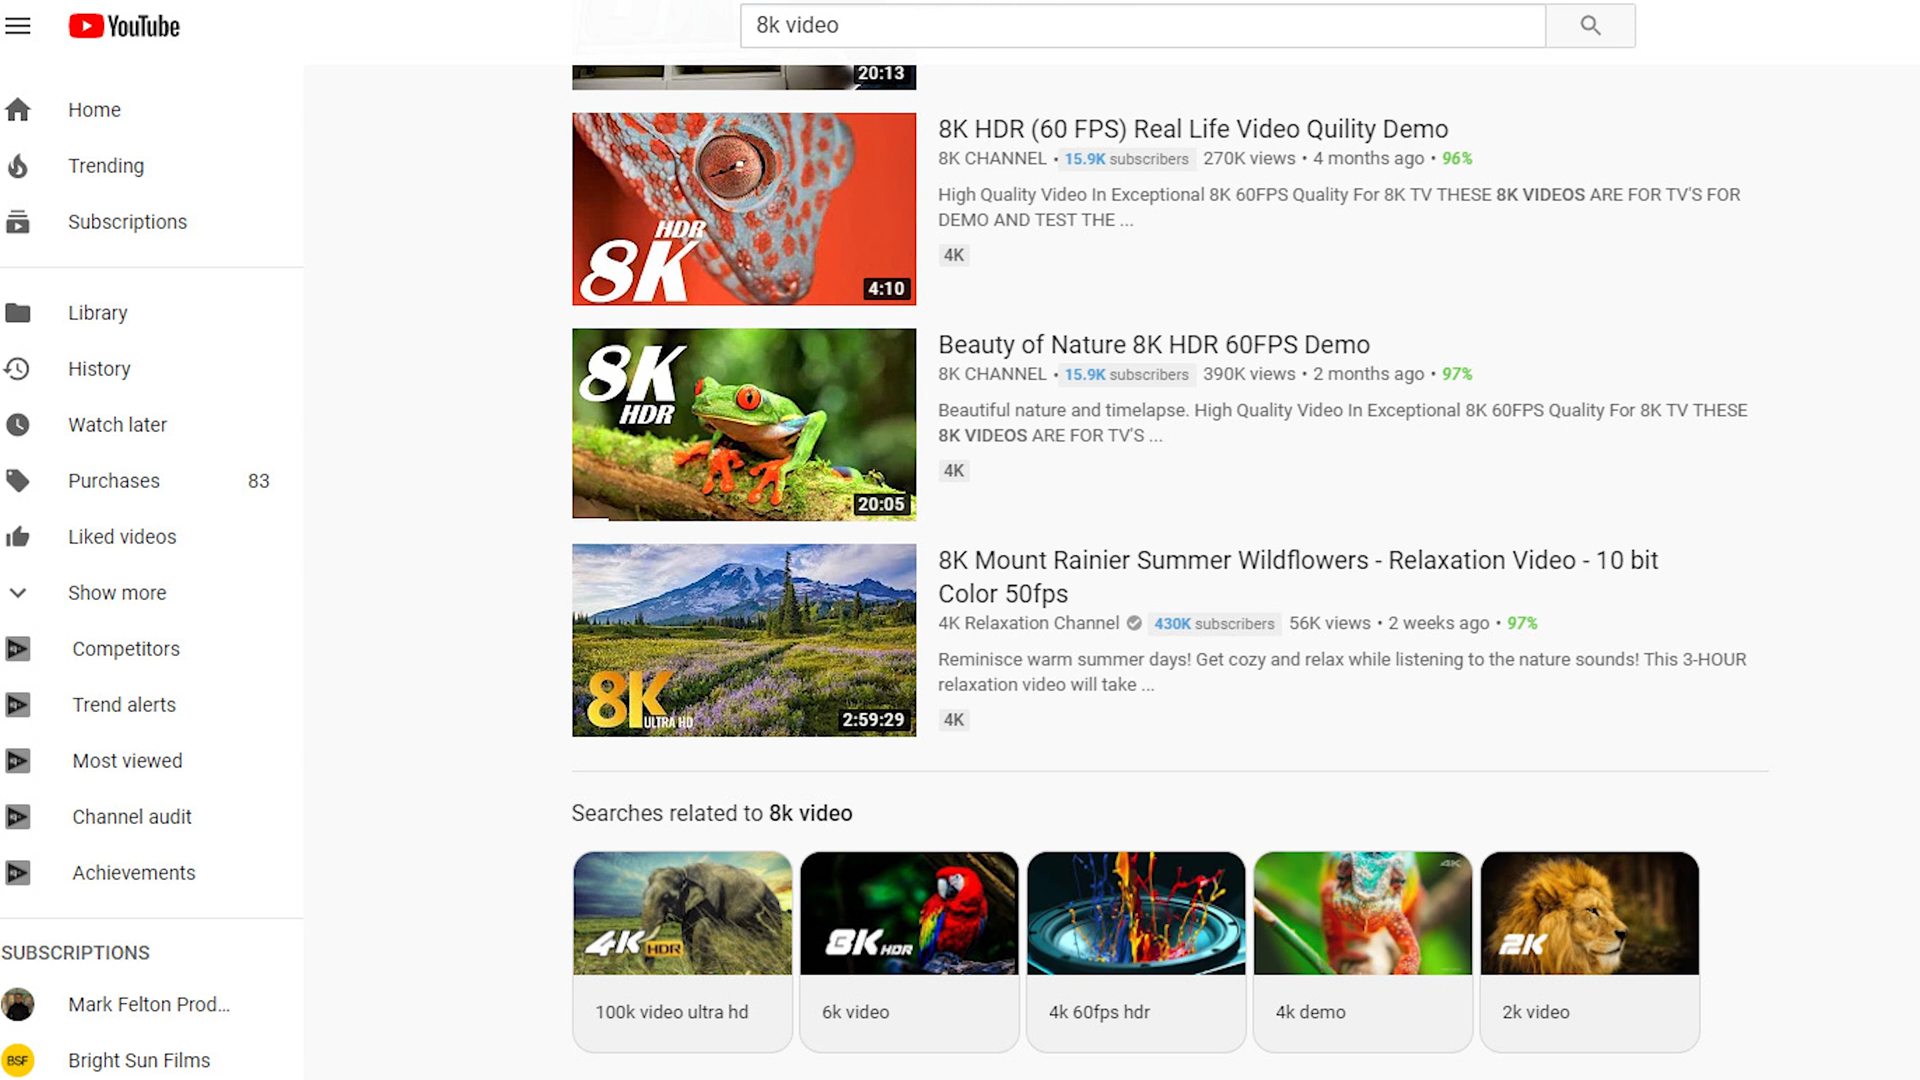 YouTube
8k video
Home
Trending
Subscriptions
Library
History
Watch later
Purchases 83
Liked videos
Show more
Competitors
Trend alerts
Most viewed
Channel audit
Achievements
SUBSCRIPTIONS
Mark Felton Prod...
BSF
Bright Sun Films
20:13
HDR
8K
4:10
8K HDR (60 FPS) Real Life Video Quility Demo
8K CHANNEL • 15.9K subscribers 270K views • 4 months ago • 96%
High Quality Video In Exceptional 8K 60FPS Quality For 8K TV THESE 8K VIDEOS ARE FOR TV'S FOR
DEMO AND TEST THE ...
4K
8K
HDR
20:05
Beauty of Nature 8K HDR 60FPS Demo
8K CHANNEL • 15.9K subscribers 390K views • 2 months ago • 97%
Beautiful nature and timelapse. High Quality Video In Exceptional 8K 60FPS Quality For 8K TV THESE
8K VIDEOS ARE FOR TV'S ...
4K
8K ULTRA HD
2:59:29
8K Mount Rainier Summer Wildflowers - Relaxation Video - 10 bit
Color 50fps
4K Relaxation Channel 430K subscribers 56K views • 2 weeks ago • 97%
Reminisce warm summer days! Get cozy and relax while listening to the nature sounds! This 3-HOUR
relaxation video will take ...
4K
Searches related to 8k video
4K HDR
8K HDR
4K
2K
100k video ultra hd
6k video
4k 60fps hdr
4k demo
2k video